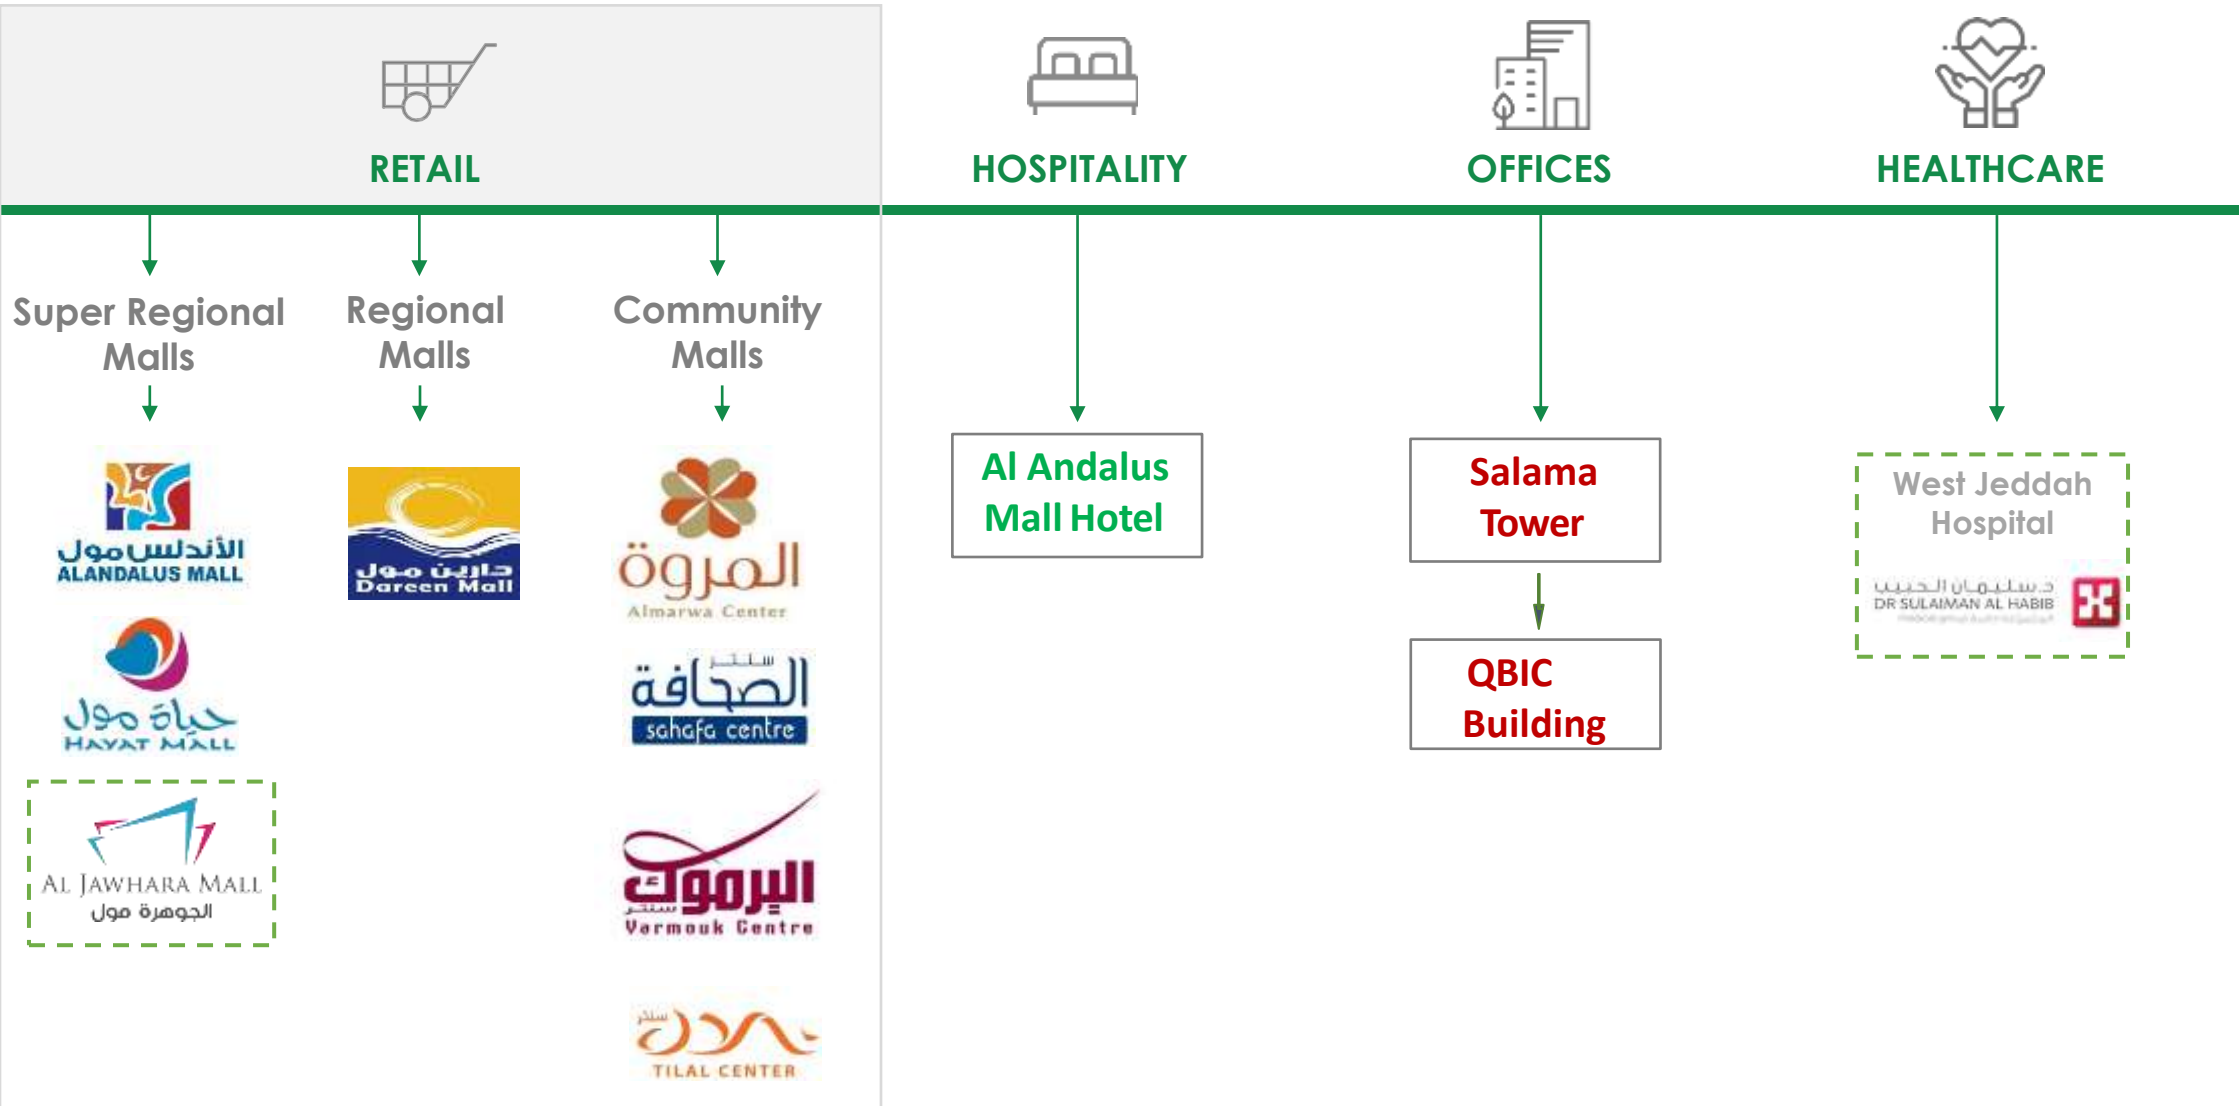 RETAIL
HOSPITALITY
OFFICES
HEALTHCARE
Super Regional
Malls
Regional
Malls
Community
Malls
الأندلس مول
ALANDALUS MALL
حياة مول
HAYAT MALL
AL JAWHARA MALL
الجوهرة مول
دارين مول
Dareen Mall
المروة
Almarwa Center
سنتر
الصحافة
sahafa centre
اليرموك
سنتر
Yarmouk Centre
سنتر
TILAL CENTER
Al Andalus
Mall Hotel
Salama
Tower
QBIC
Building
West Jeddah
Hospital
د. سليمان الحبيب
DR SULAIMAN AL HABIB